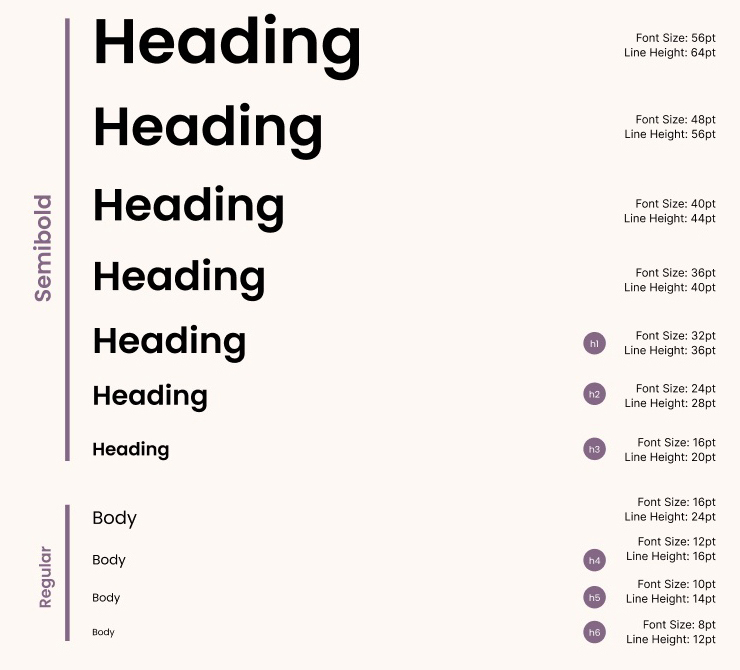 Semibold
Heading
Font Size: 56pt
Line Height: 64pt
Heading
Font Size: 48pt
Line Height: 56pt
Heading
Font Size: 40pt
Line Height: 44pt
Heading
Font Size: 36pt
Line Height: 40pt
Heading
h1
Font Size: 32pt
Line Height: 36pt
Heading
h2
Font Size: 24pt
Line Height: 28pt
Heading
h3
Font Size: 16pt
Line Height: 20pt
Regular
Body
Font Size: 16pt
Line Height: 24pt
Body
h4
Font Size: 12pt
Line Height: 16pt
Body
h5
Font Size: 10pt
Line Height: 14pt
Body
h6
Font Size: 8pt
Line Height: 12pt